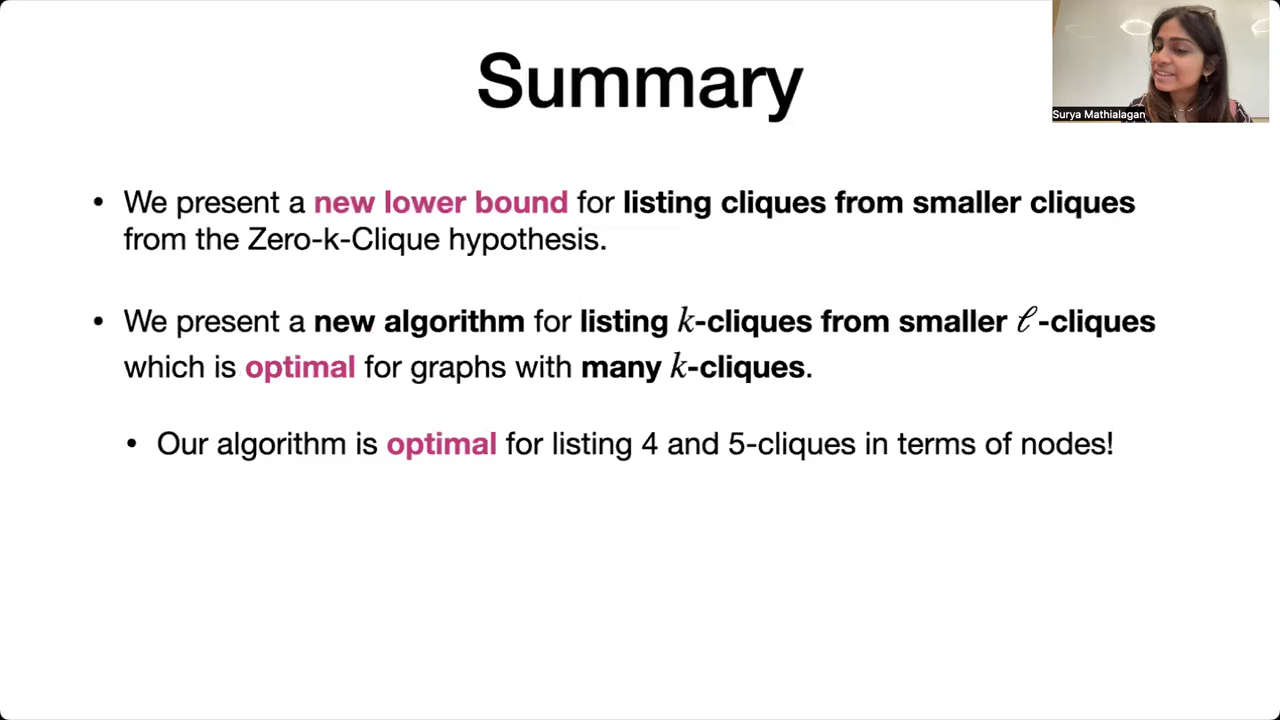 Summary
Surya Mathialagan
• We present a new lower bound for listing cliques from smaller cliques
from the Zero-k-Clique hypothesis.
• We present a new algorithm for listing k-cliques from smaller ℓ-cliques
which is optimal for graphs with many k-cliques.
• Our algorithm is optimal for listing 4 and 5-cliques in terms of nodes!